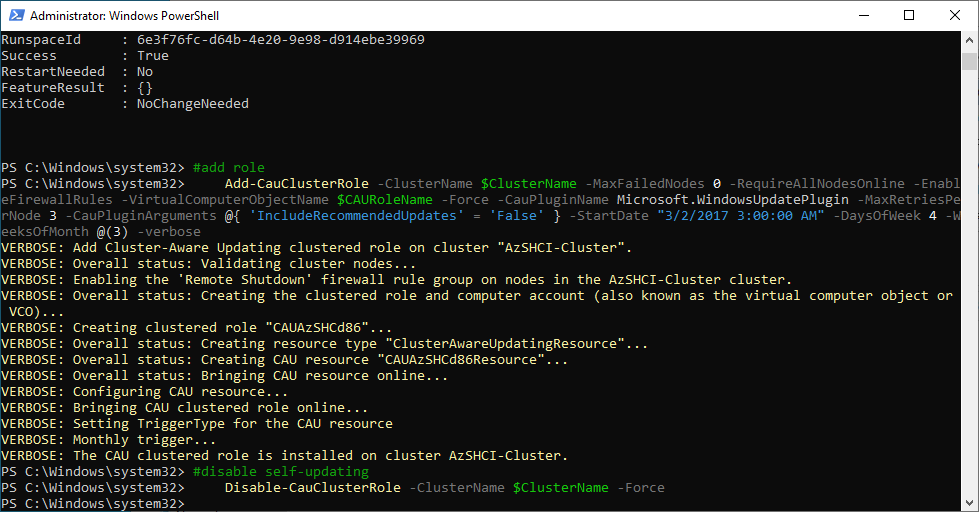 Administrator: Windows PowerShell
RunspaceId    : 6e3f76fc-d64b-4e20-9e98-d914ebe39969
Success       : True
RestartNeeded : No
FeatureResult : {}
ExitCode      : NoChangeNeeded
PS C:\Windows\system32> #add role
PS C:\Windows\system32>     Add-CauClusterRole -ClusterName $ClusterName -MaxFailedNodes 0 -RequireAllNodesOnline -Enabl
eFirewallRules -VirtualComputerObjectName $CAURoleName -Force -CauPluginName Microsoft.WindowsUpdatePlugin -MaxRetriesPe
rNode 3 -CauPluginArguments @{ 'IncludeRecommendedUpdates' = 'False' } -StartDate "3/2/2017 3:00:00 AM" -DaysOfWeek 4 -W
eeksOfMonth @(3) -verbose
VERBOSE: Add Cluster-Aware Updating clustered role on cluster "AzSHCI-Cluster".
VERBOSE: Overall status: Validating cluster nodes...
VERBOSE: Enabling the 'Remote Shutdown' firewall rule group on nodes in the AzSHCI-Cluster cluster.
VERBOSE: Overall status: Creating the clustered role and computer account (also known as the virtual computer object or
 VCO)...
VERBOSE: Creating clustered role "CAUAzSHCd86"...
VERBOSE: Overall status: Creating resource type "ClusterAwareUpdatingResource"...
VERBOSE: Overall status: Creating CAU resource "CAUAzSHCd86Resource"...
VERBOSE: Overall status: Bringing CAU resource online...
VERBOSE: Configuring CAU resource...
VERBOSE: Bringing CAU clustered role online...
VERBOSE: Setting TriggerType for the CAU resource
VERBOSE: Monthly trigger...
VERBOSE: The CAU clustered role is installed on cluster AzSHCI-Cluster.
PS C:\Windows\system32> #disable self-updating
PS C:\Windows\system32>     Disable-CauClusterRole -ClusterName $ClusterName -Force
PS C:\Windows\system32>